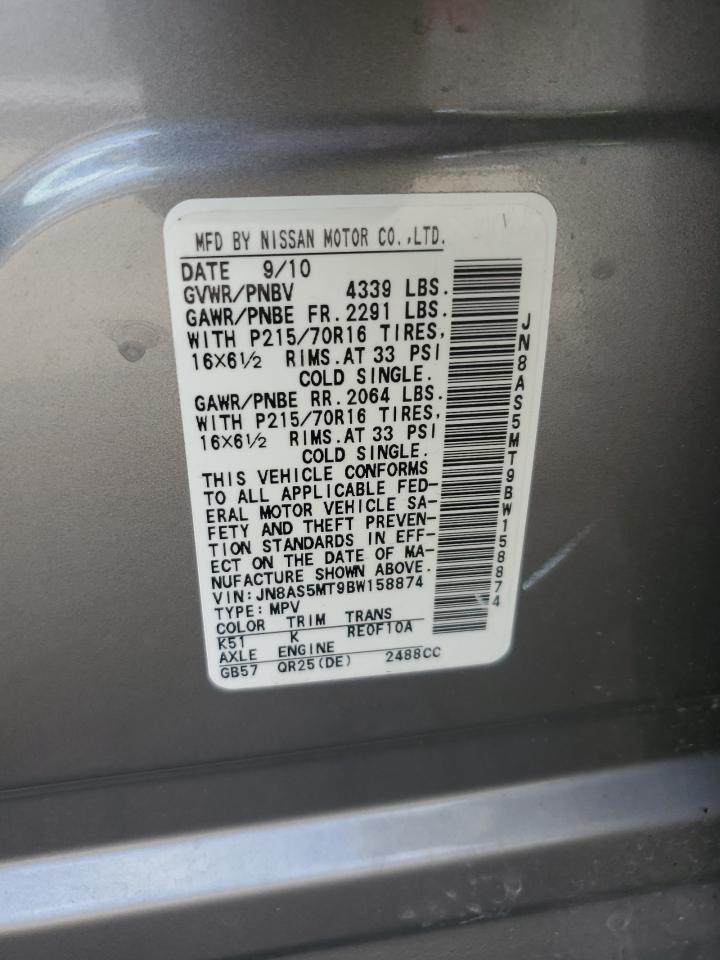 MFD BY NISSAN MOTOR CO.,LTD.
DATE 9/10
GVWR/PNBV 4339 LBS.
GAWR/PNBE FR.2291 LBS.
WITH P215/70R16 TIRES,
16X6½ RIMS.AT 33 PSI
COLD SINGLE.
GAWR/PNBE RR.2064 LBS.
WITH P215/70R16 TIRES,
16X6½ RIMS.AT 33 PSI
COLD SINGLE.
THIS VEHICLE CONFORMS
TO ALL APPLICABLE FED-
ERAL MOTOR VEHICLE SA-
FETY AND THEFT PREVEN-
TION STANDARDS IN EFF-
ECT ON THE DATE OF MA-
NUFACTURE SHOWN ABOVE.
VIN:JN8AS5MT9BW158874
TYPE:MPV
COLOR TRIM TRANS
K51 K RE0F10A
AXLE ENGINE
GB57 QR25(DE) 2488CC
JN8AS5MT9BW158874